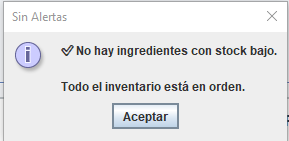 Sin Alertas
✓ No hay ingredientes con stock bajo.
Todo el inventario está en orden.
Aceptar